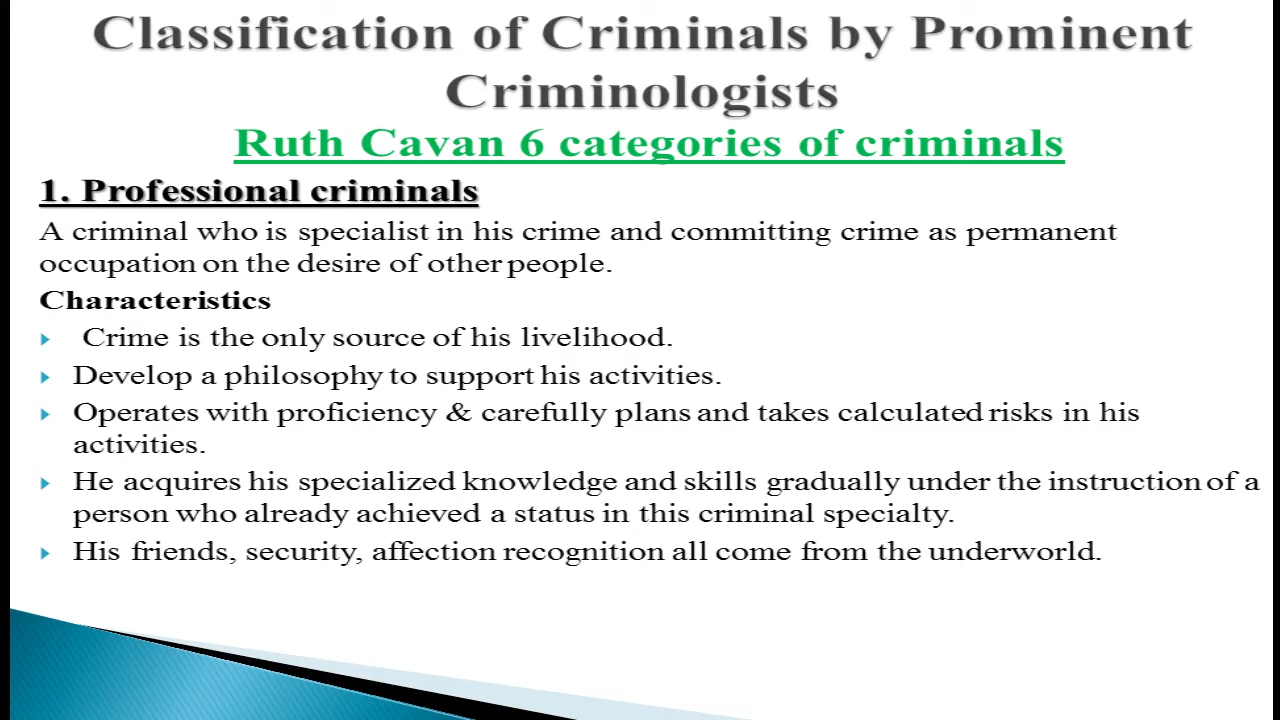 Classification of Criminals by Prominent
Criminologists
Ruth Cavan 6 categories of criminals
1. Professional criminals
A criminal who is specialist in his crime and committing crime as permanent
occupation on the desire of other people.
Characteristics
Crime is the only source of his livelihood.
Develop a philosophy to support his activities.
Operates with proficiency & carefully plans and takes calculated risks in his
activities.
He acquires his specialized knowledge and skills gradually under the instruction of a
person who already achieved a status in this criminal specialty.
His friends, security, affection recognition all come from the underworld.